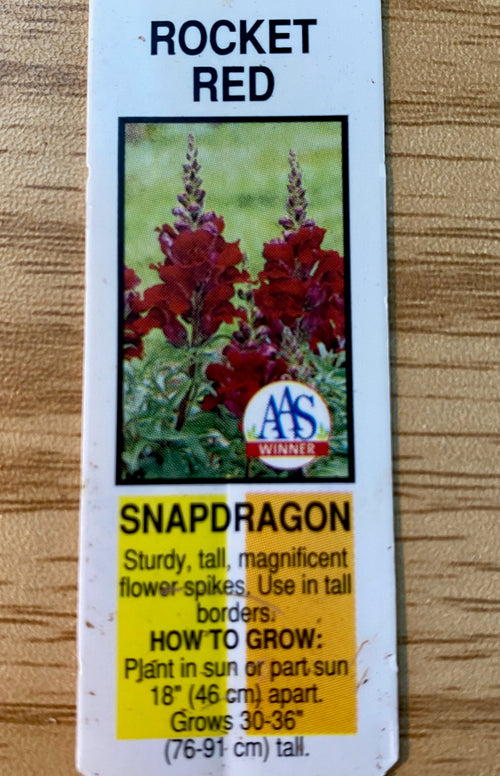 ROCKET
RED
AAS
WINNER
SNAPDRAGON
Sturdy, tall, magnificent
flower spikes. Use in tall
borders.
HOW TO GROW:
Plant in sun or part sun
18" (46 cm) apart.
Grows 30-36"
(76-91 cm) tall.